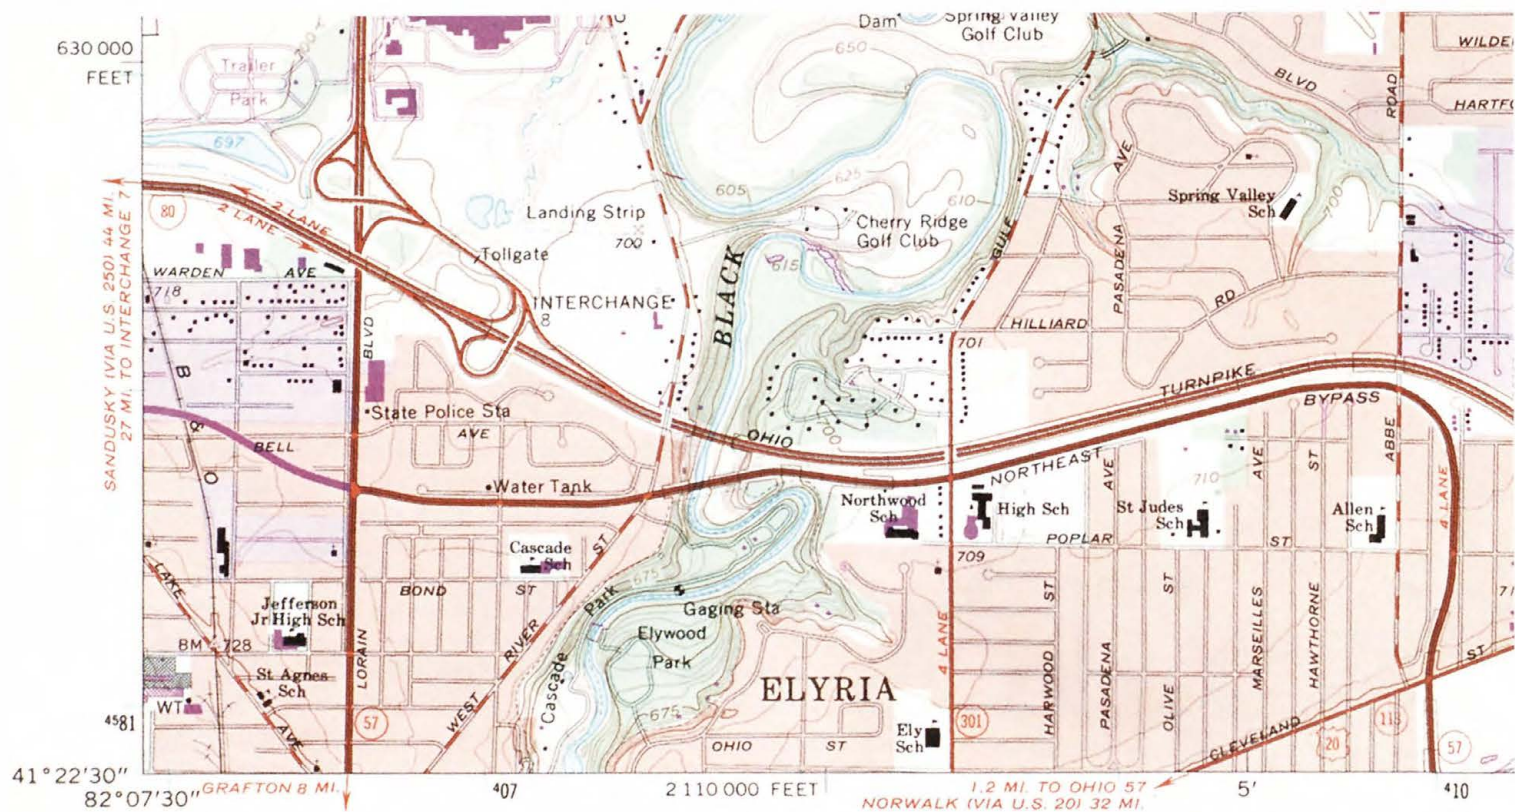 630 000
FEET
Trailer
Park
697
Dam
Spring Valley
Golf Club
650
BLVD
ROAD
HARTFO
605
625
610
Landing Strip
700
Cherry Ridge
Golf Club
GULF
AVE
PASADENA
Spring Valley
Sch
700
SANDUSKY (VIA U.S. 250) 44 MI.
27 MI. TO INTERCHANGE 7
80
2 LANE
2 LANE
Tollgate
615
WARDEN AVE
718
INTERCHANGE
8
BLACK
HILLIARD RD
701
BLVD
B & O
State Police Sta
AVE
BELL
OHIO
TURNPIKE
700
NORTHEAST
BYPASS
ABBE
4 LANE
Water Tank
Northwood
Sch
High Sch
AVE
St Judes
Sch
710
AVE
ST
Allen
Sch
709
POPLAR
ST
Cascade
Sch
ST
BOND
ST
675
Park
Gaging Sta
LAKE
Jefferson
Jr High Sch
BM
728
Elywood
Park
4 LANE
ST
ST
71
St Agnes
Sch
LORAIN
RIVER
WEST
Cascade
ELYRIA
675
HARWOOD
PASADENA
OLIVE
MARSEILLES
HAWTHORNE
ST
WT
AVE
4581
57
Ely
Sch
301
OHIO
ST
CLEVELAND
20
113
57
41°22'30"
82°07'30"
GRAFTON 8 MI.
407
2 110 000 FEET
1.2 MI. TO OHIO 57
NORWALK (VIA U.S. 20) 32 MI.
5'
410